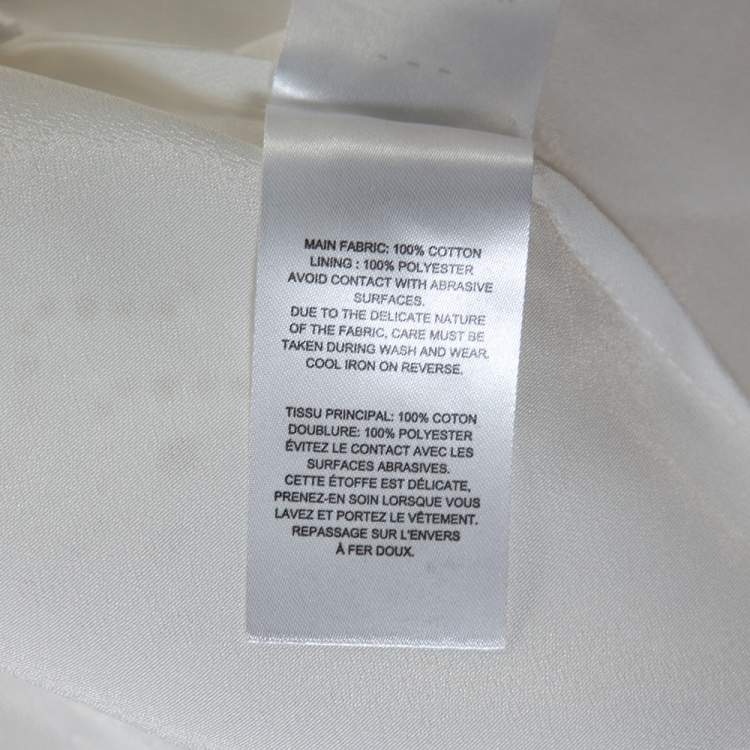 MAIN FABRIC: 100% COTTON
LINING : 100% POLYESTER
AVOID CONTACT WITH ABRASIVE
SURFACES.
DUE TO THE DELICATE NATURE
OF THE FABRIC, CARE MUST BE
TAKEN DURING WASH AND WEAR.
COOL IRON ON REVERSE.
TISSU PRINCIPAL: 100% COTON
DOUBLURE: 100% POLYESTER
ÉVITEZ LE CONTACT AVEC LES
SURFACES ABRASIVES.
CETTE ÉTOFFE EST DÉLICATE,
PRENEZ-EN SOIN LORSQUE VOUS
LAVEZ ET PORTEZ LE VÊTEMENT.
REPASSAGE SUR L'ENVERS
À FER DOUX.